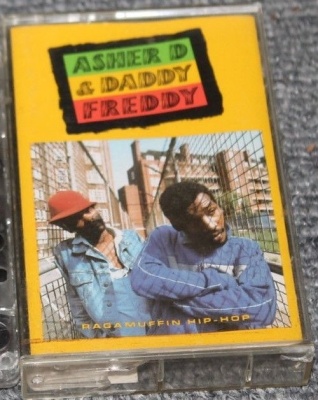 ASHER D
& DADDY
FREDDY
RAGAMUFFIN HIP-HOP